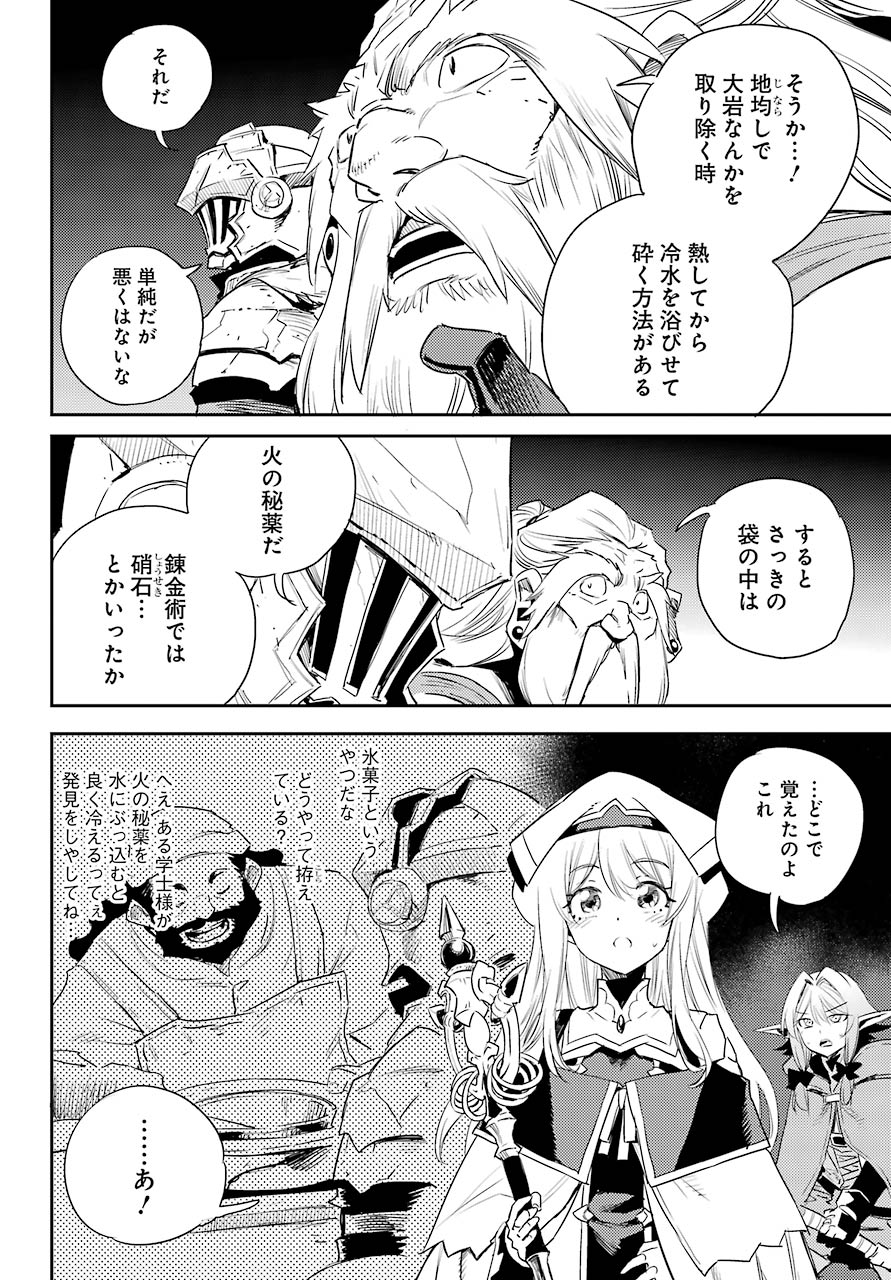 そうか…！
地均しで
大岩なんかを
取り除く時
熱してから
冷水を浴びせて
砕く方法がある
それだ
単純だが
悪くはないな
すると
さっきの
袋の中は
火の秘薬だ
錬金術では
硝石…
とかいったか
…どこで
覚えたのよ
これ
氷菓子という
やつだな
どうやって拵え
ている？
へえ、ある学士様が
火の秘薬を
水にぶっ込むと
良く冷えるってえ
発見をしやしてね…
……あ！